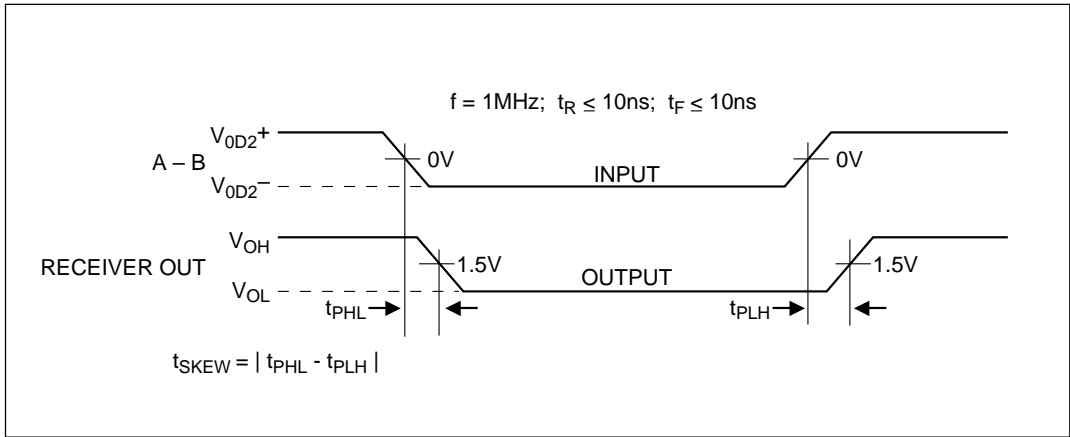 f = 1MHz; tR ≤ 10ns; tF ≤ 10ns
V0D2+
A – B
0V
0V
V0D2–
INPUT
VOH
RECEIVER OUT
1.5V
1.5V
VOL
OUTPUT
tPHL
tPLH
tSKEW = | tPHL - tPLH |